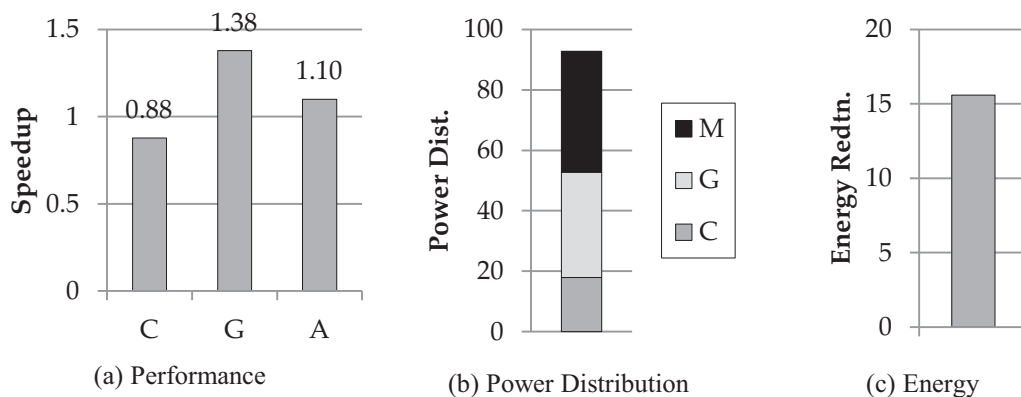 1.5
1
0.5
0
Speedup
0.88
1.38
1.10
C
G
A
(a) Performance
100
80
60
40
20
0
Power Dist.
M
G
C
(b) Power Distribution
20
15
10
5
0
Energy Redtn.
(c) Energy